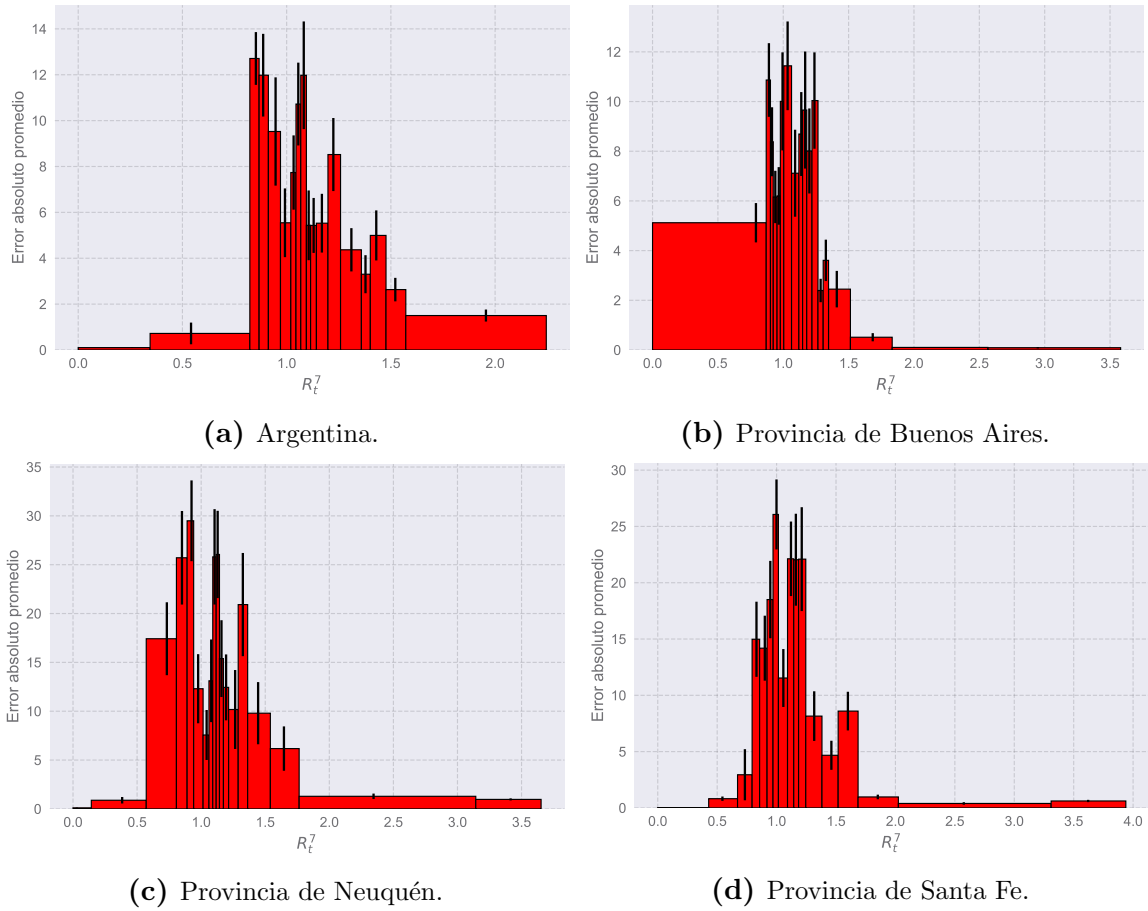 14
12
10
8
6
4
2
0
Error absoluto promedio
0.0 0.5 1.0 1.5 2.0
R_t^7
(a) Argentina.
12
10
8
6
4
2
0
Error absoluto promedio
0.0 0.5 1.0 1.5 2.0 2.5 3.0 3.5
R_t^7
(b) Provincia de Buenos Aires.
35
30
25
20
15
10
5
0
Error absoluto promedio
0.0 0.5 1.0 1.5 2.0 2.5 3.0 3.5
R_t^7
(c) Provincia de Neuquén.
30
25
20
15
10
5
0
Error absoluto promedio
0.0 0.5 1.0 1.5 2.0 2.5 3.0 3.5 4.0
R_t^7
(d) Provincia de Santa Fe.